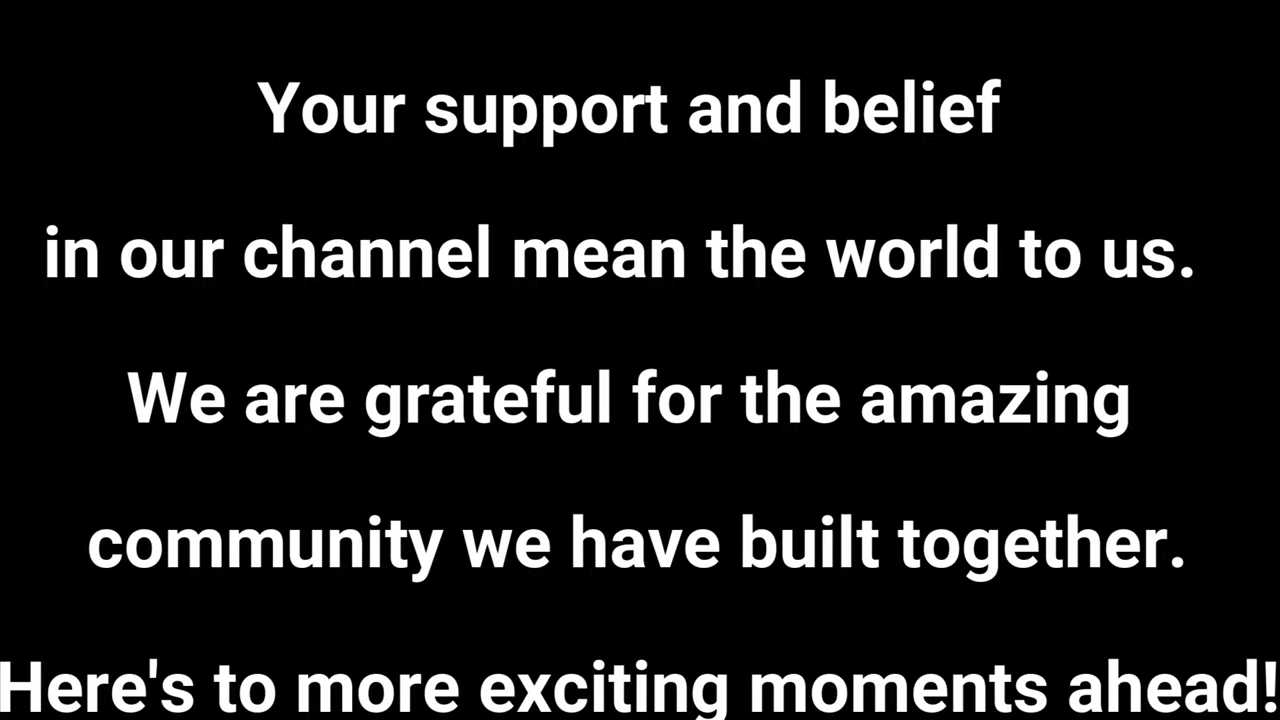 Your support and belief
in our channel mean the world to us.
We are grateful for the amazing
community we have built together.
Here's to more exciting moments ahead!